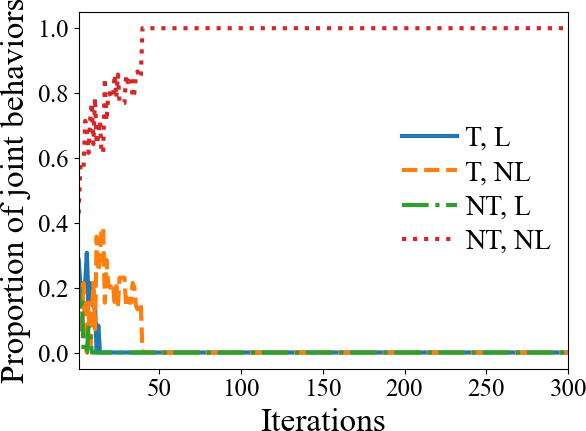 Proportion of joint behaviors
1.0
0.8
0.6
0.4
0.2
0.0
T, L
T, NL
NT, L
NT, NL
50
100
150
200
250
300
Iterations